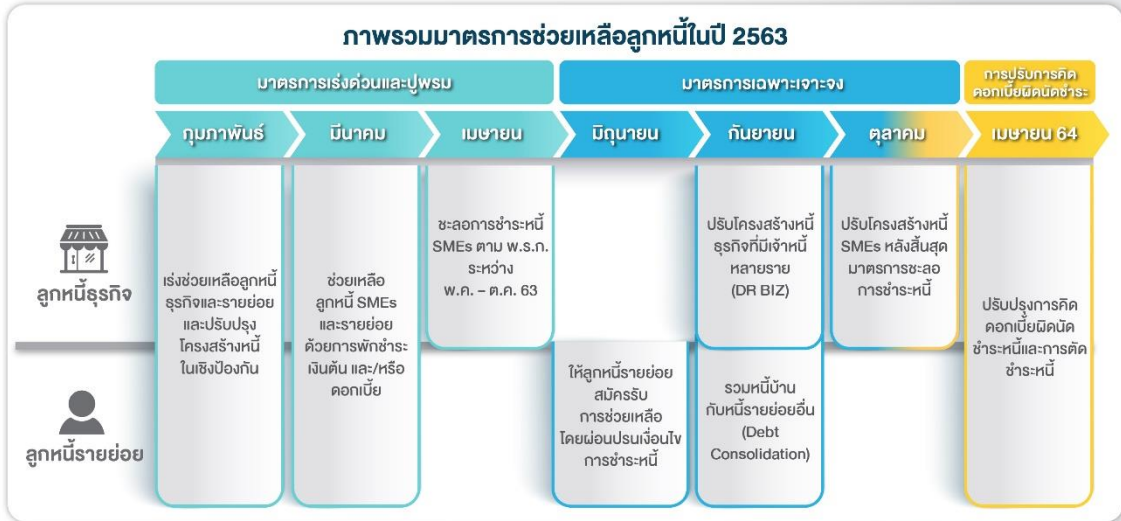 ภาพรวมมาตรการช่วยเหลือลูกหนี้ในปี 2563
มาตรการเร่งด่วนและปูพรม
มาตรการเฉพาะเจาะจง
การปรับการคิด
ดอกเบี้ยผิดนัดชำระ
กุมภาพันธ์
มีนาคม
เมษายน
มิถุนายน
กันยายน
ตุลาคม
เมษายน 64
ลูกหนี้ธุรกิจ
ลูกหนี้รายย่อย
เร่งช่วยเหลือลูกหนี้
ธุรกิจและรายย่อย
และปรับปรุง
โครงสร้างหนี้
ในเชิงป้องกัน
ช่วยเหลือ
ลูกหนี้ SMEs
และรายย่อย
ด้วยการพักชำระ
เงินต้น และ/หรือ
ดอกเบี้ย
ชะลอการชำระหนี้
SMEs ตาม พ.ร.ก.
ระหว่าง
พ.ค. – ต.ค. 63
ให้ลูกหนี้รายย่อย
สมัครรับ
การช่วยเหลือ
โดยผ่อนปรนเงื่อนไข
การชำระหนี้
ปรับโครงสร้างหนี้
ธุรกิจที่มีเจ้าหนี้
หลายราย
(DR BIZ)
รวมหนี้บ้าน
กับหนี้รายย่อยอื่น
(Debt
Consolidation)
ปรับโครงสร้างหนี้
SMEs หลังสิ้นสุด
มาตรการชะลอ
การชำระหนี้
ปรับปรุงการคิด
ดอกเบี้ยผิดนัด
ชำระหนี้และการตัด
ชำระหนี้